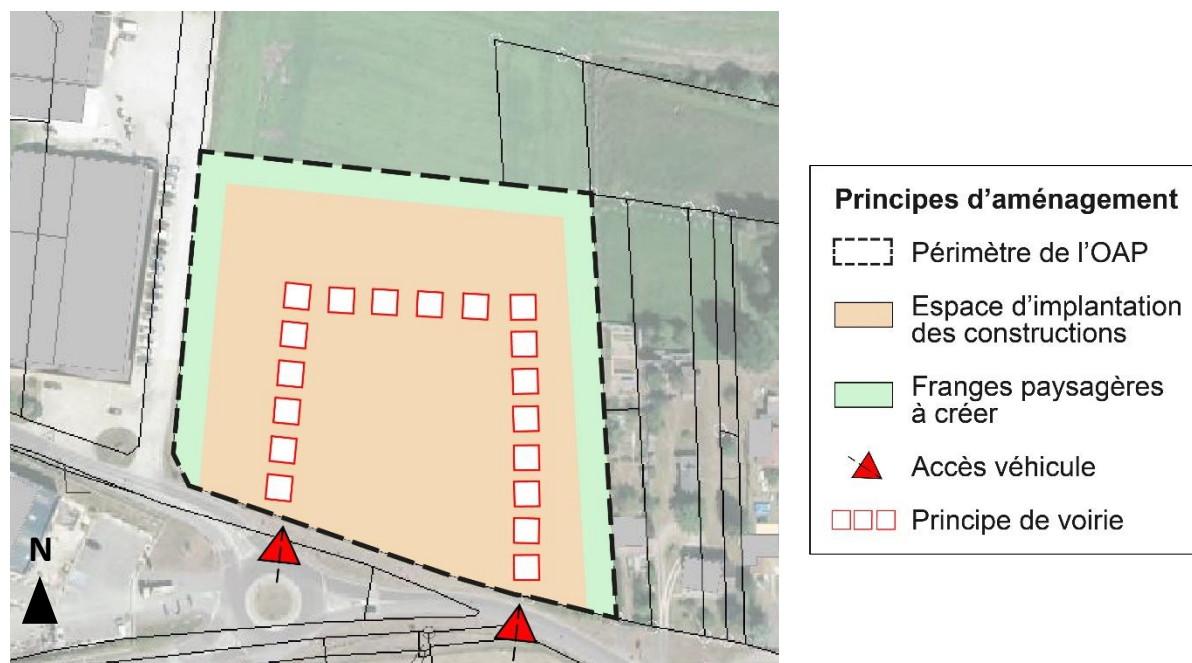 N
Principes d’aménagement
Périmètre de l’OAP
Espace d’implantation
des constructions
Franges paysagères
à créer
Accès véhicule
Principe de voirie